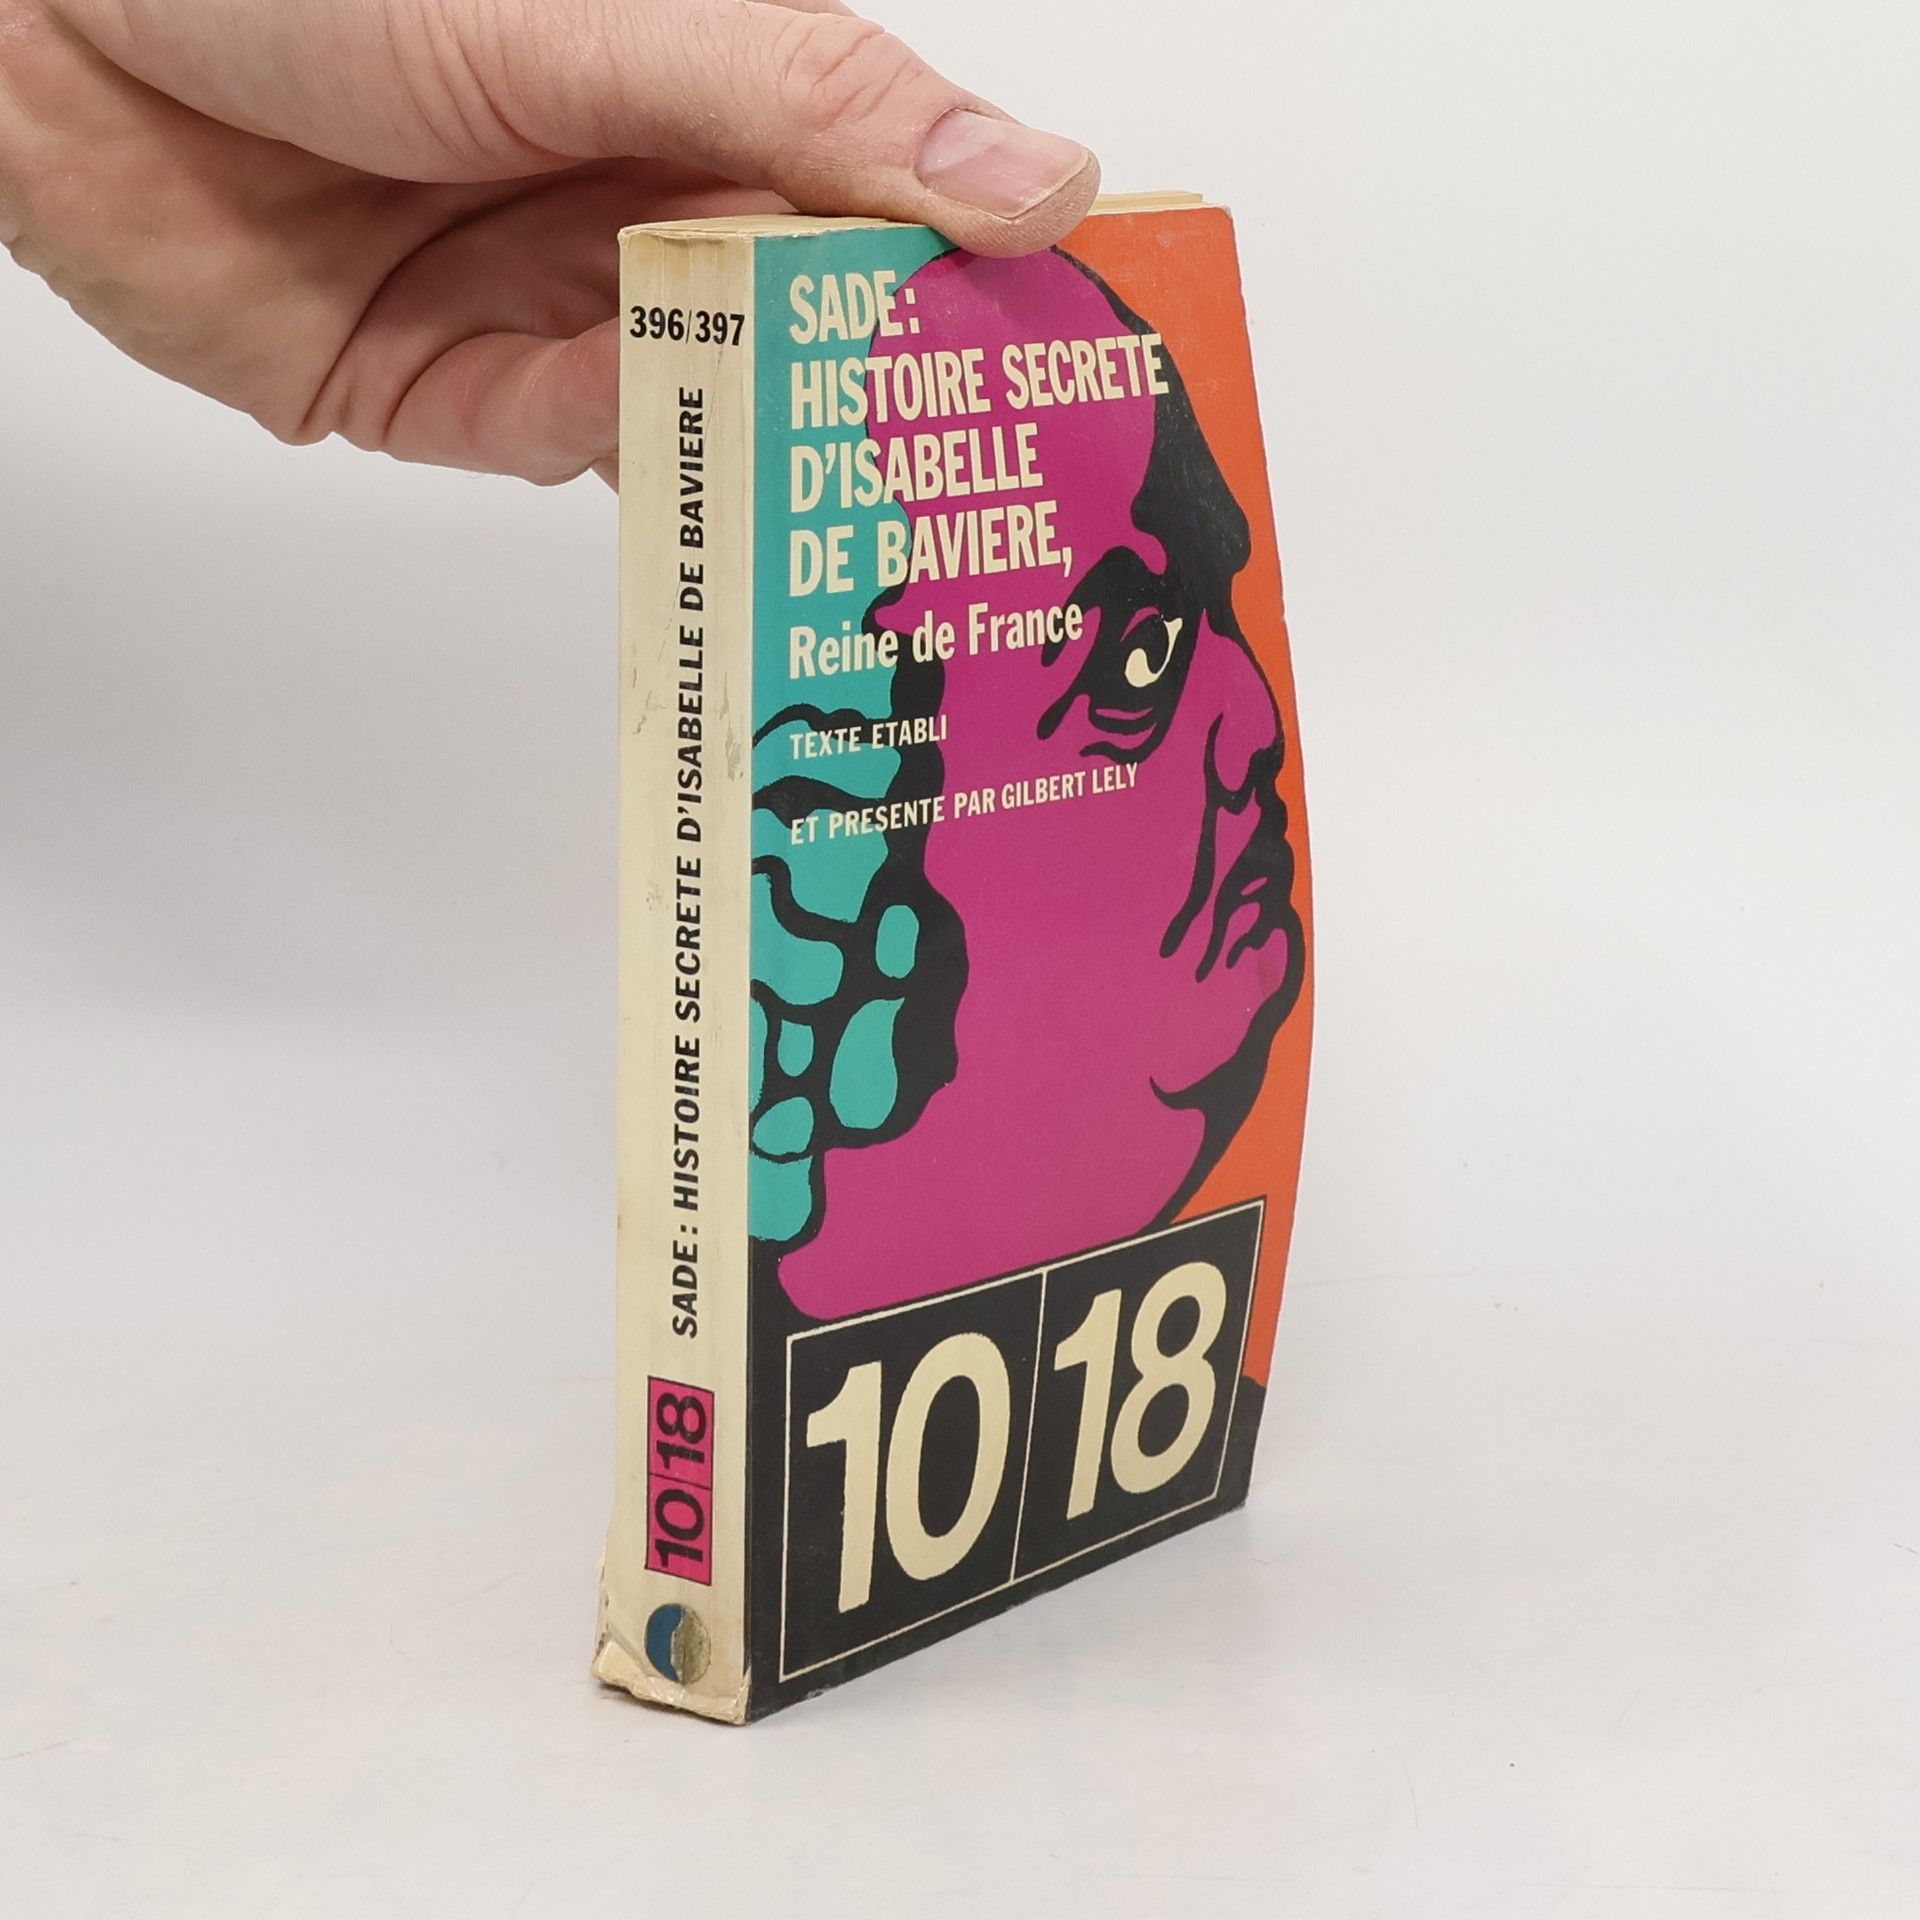 396/397
SADE: HISTOIRE SECRETE D'ISABELLE DE BAVIERE
10 18
SADE:
HISTOIRE SECRETE
D'ISABELLE
DE BAVIERE,
Reine de France
TEXTE ETABLI
ET PRESENTE PAR GILBERT LELY
10 18